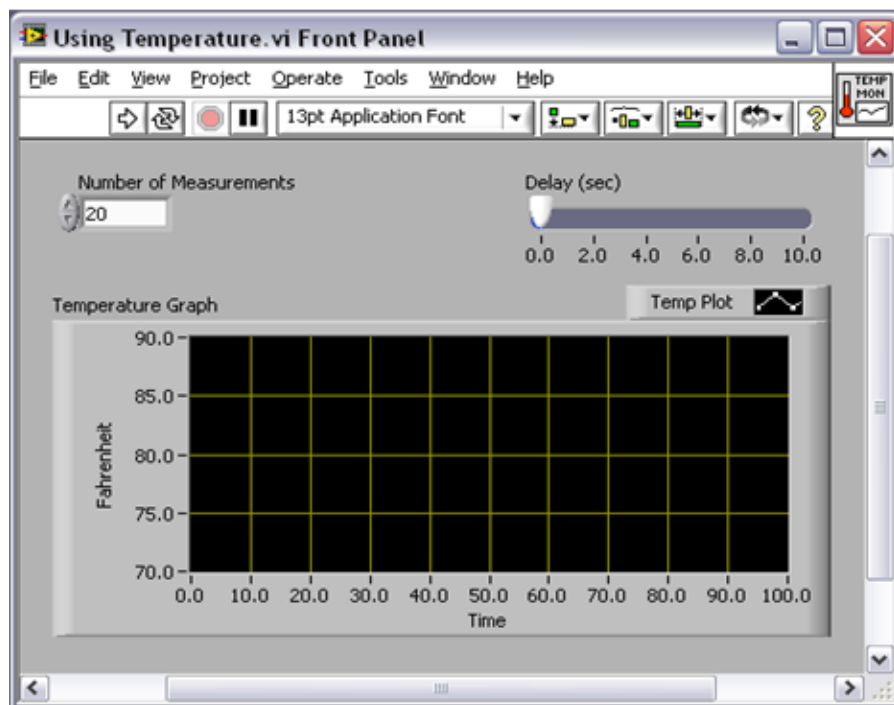 Using Temperature.vi Front Panel
File Edit View Project Operate Tools Window Help
TEMP
MON
13pt Application Font
?
Number of Measurements
20
Delay (sec)
0.0 2.0 4.0 6.0 8.0 10.0
Temperature Graph
Temp Plot
90.0
85.0
80.0
75.0
70.0
Fahrenheit
0.0 10.0 20.0 30.0 40.0 50.0 60.0 70.0 80.0 90.0 100.0
Time